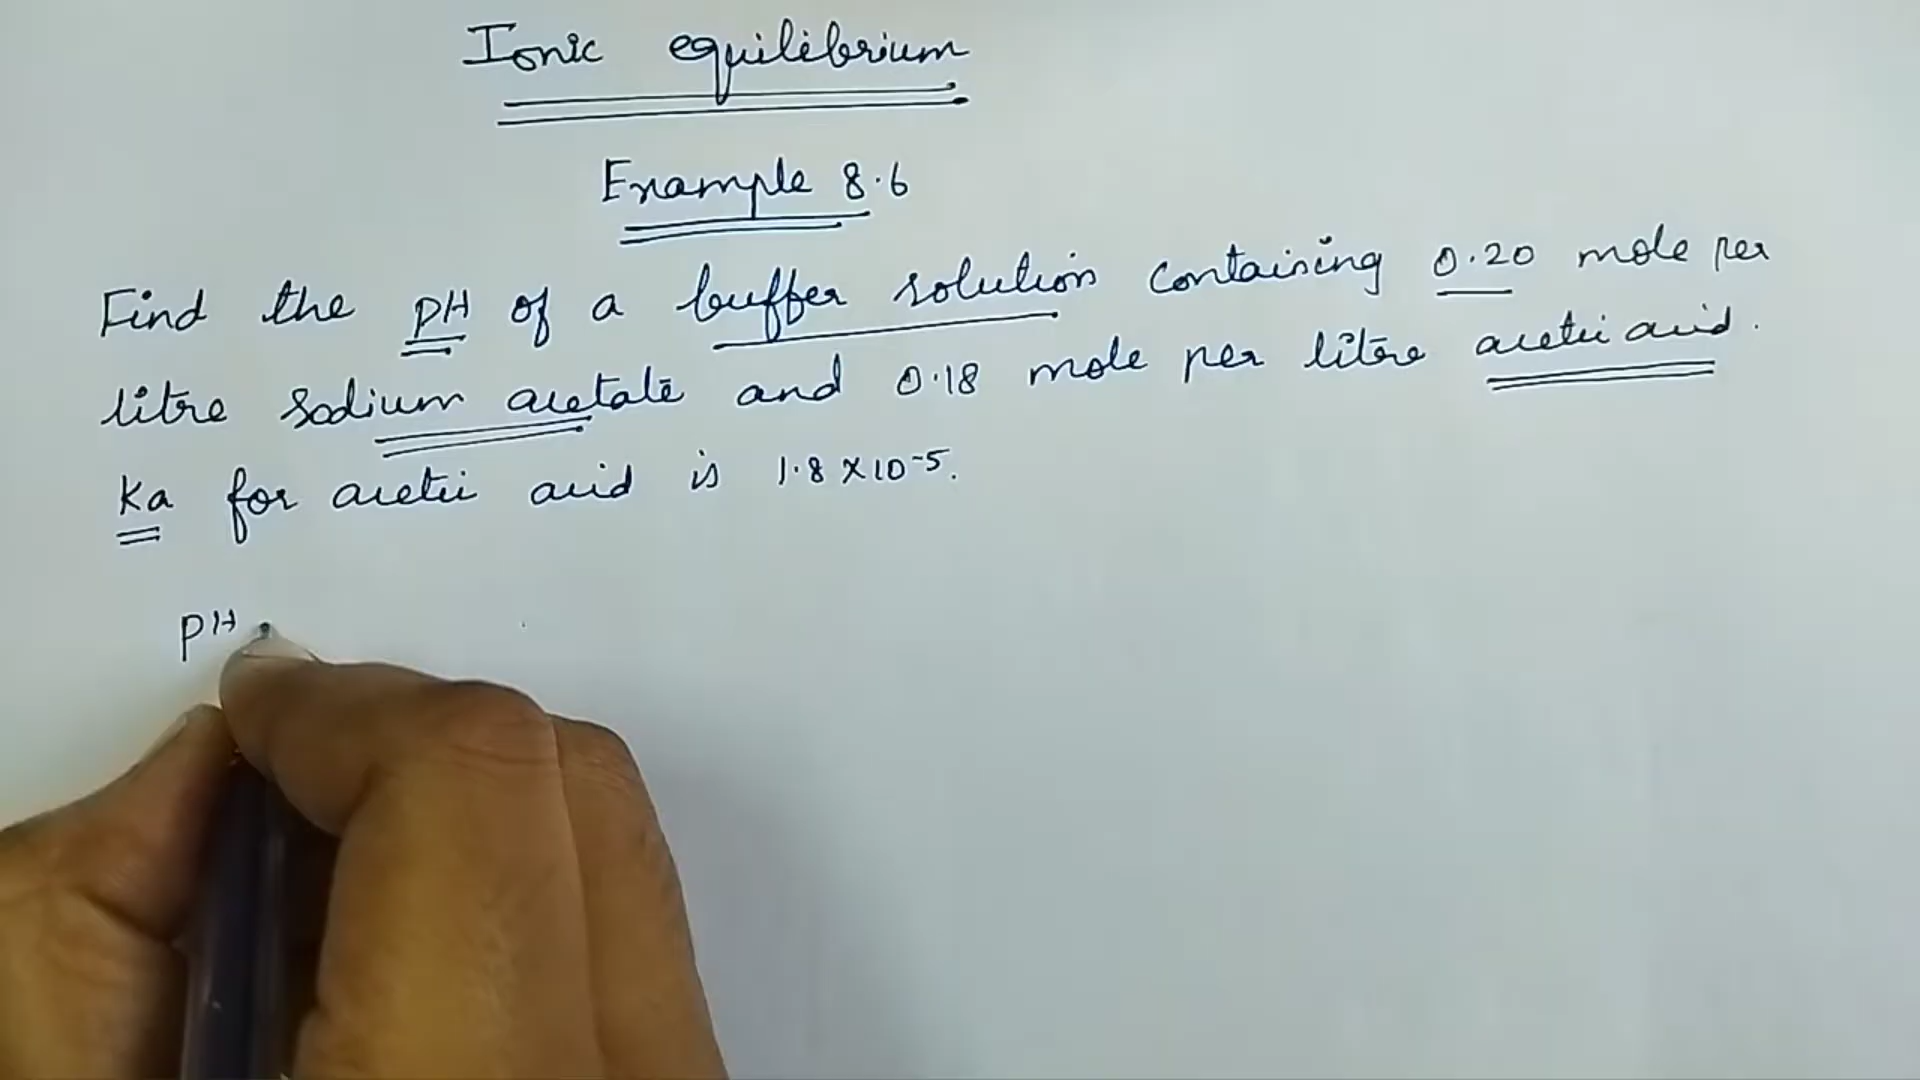 Ionic equilibrium
Example 8.6
Find the pH of a buffer solution containing 0.20 mole per
litre sodium acetate and 0.18 mole per litre acetic acid.
Ka for acetic acid is 1.8 × 10⁻⁵.
pH